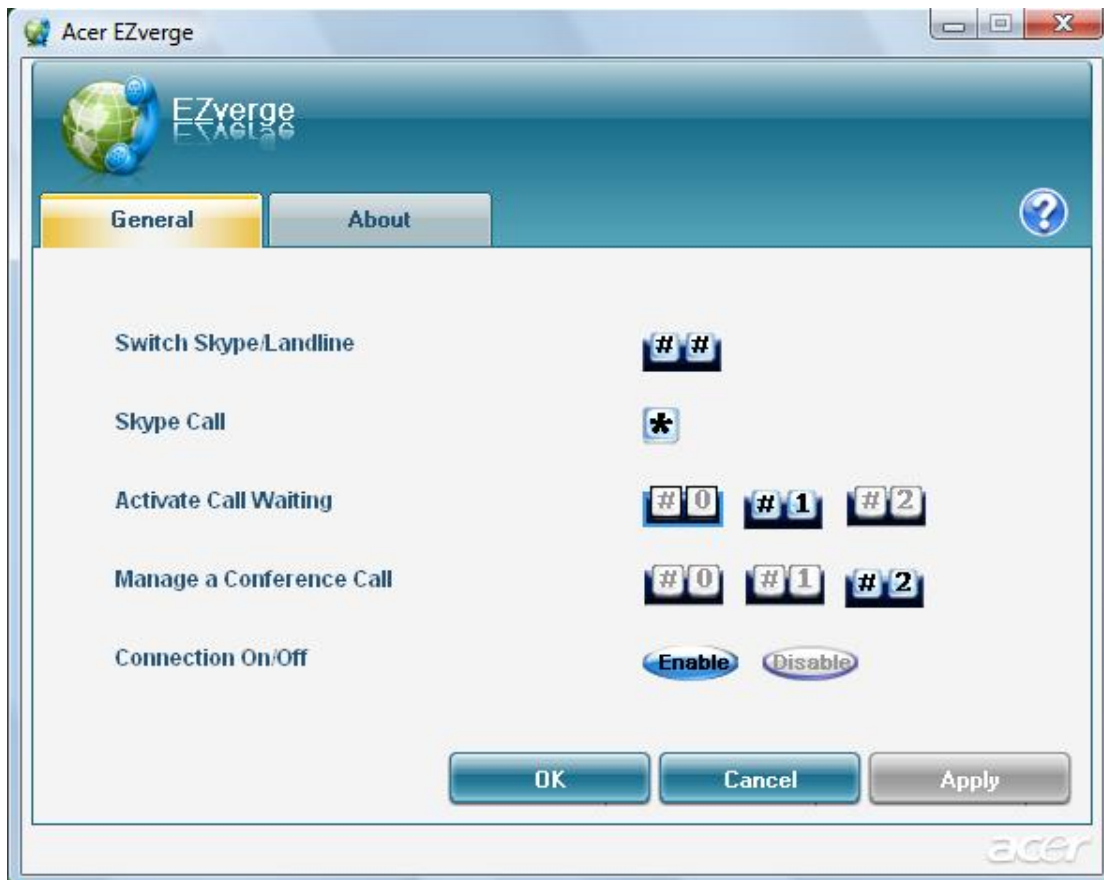 Acer EZverge
EZverge
General About
Switch Skype/Landline # #
Skype Call *
Activate Call Waiting # 0 # 1 # 2
Manage a Conference Call # 0 # 1 # 2
Connection On/Off Enable Disable
OK Cancel Apply
acer